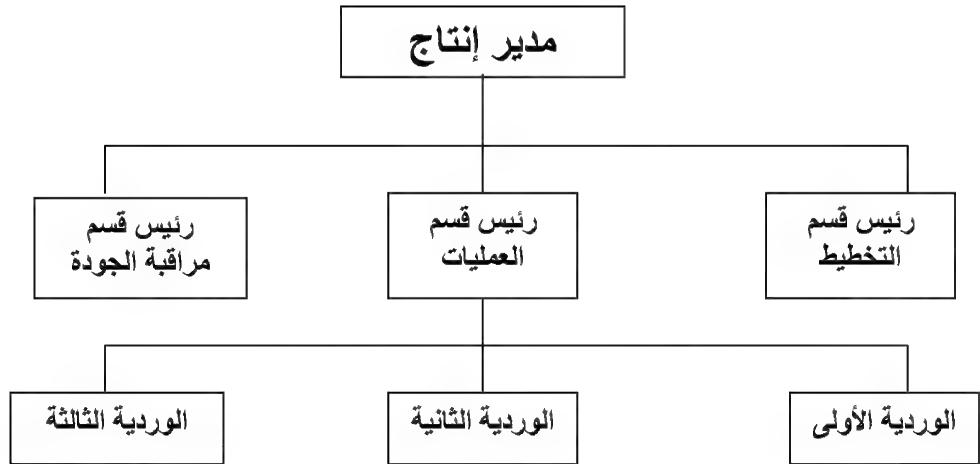 مدير إنتاج
رئيس قسم
التخطيط
رئيس قسم
العمليات
رئيس قسم
مراقبة الجودة
الوردية الأولى
الوردية الثانية
الوردية الثالثة